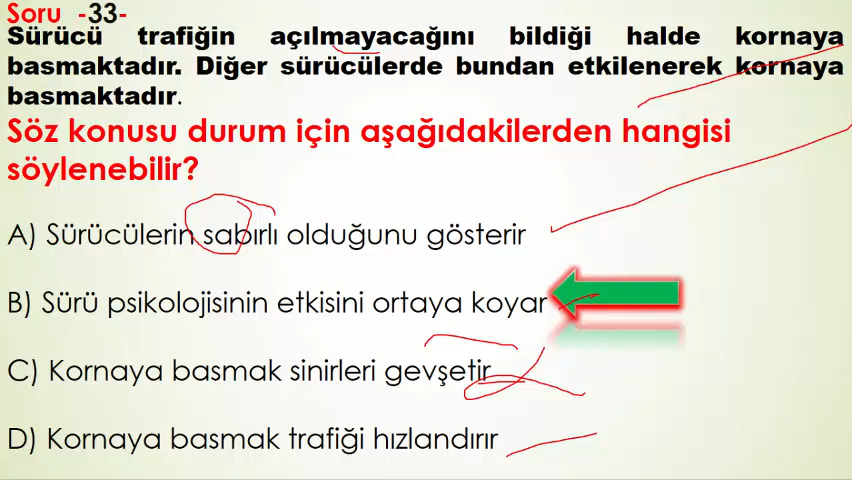 Soru -33-
Sürücü trafiğin açılmayacağını bildiği halde kornaya
basmaktadır. Diğer sürücülerde bundan etkilenerek kornaya
basmaktadır.
Söz konusu durum için aşağıdakilerden hangisi
söylenebilir?
A) Sürücülerin sabırlı olduğunu gösterir
B) Sürü psikolojisinin etkisini ortaya koyar
C) Kornaya basmak sinirleri gevşetir
D) Kornaya basmak trafiği hızlandırır